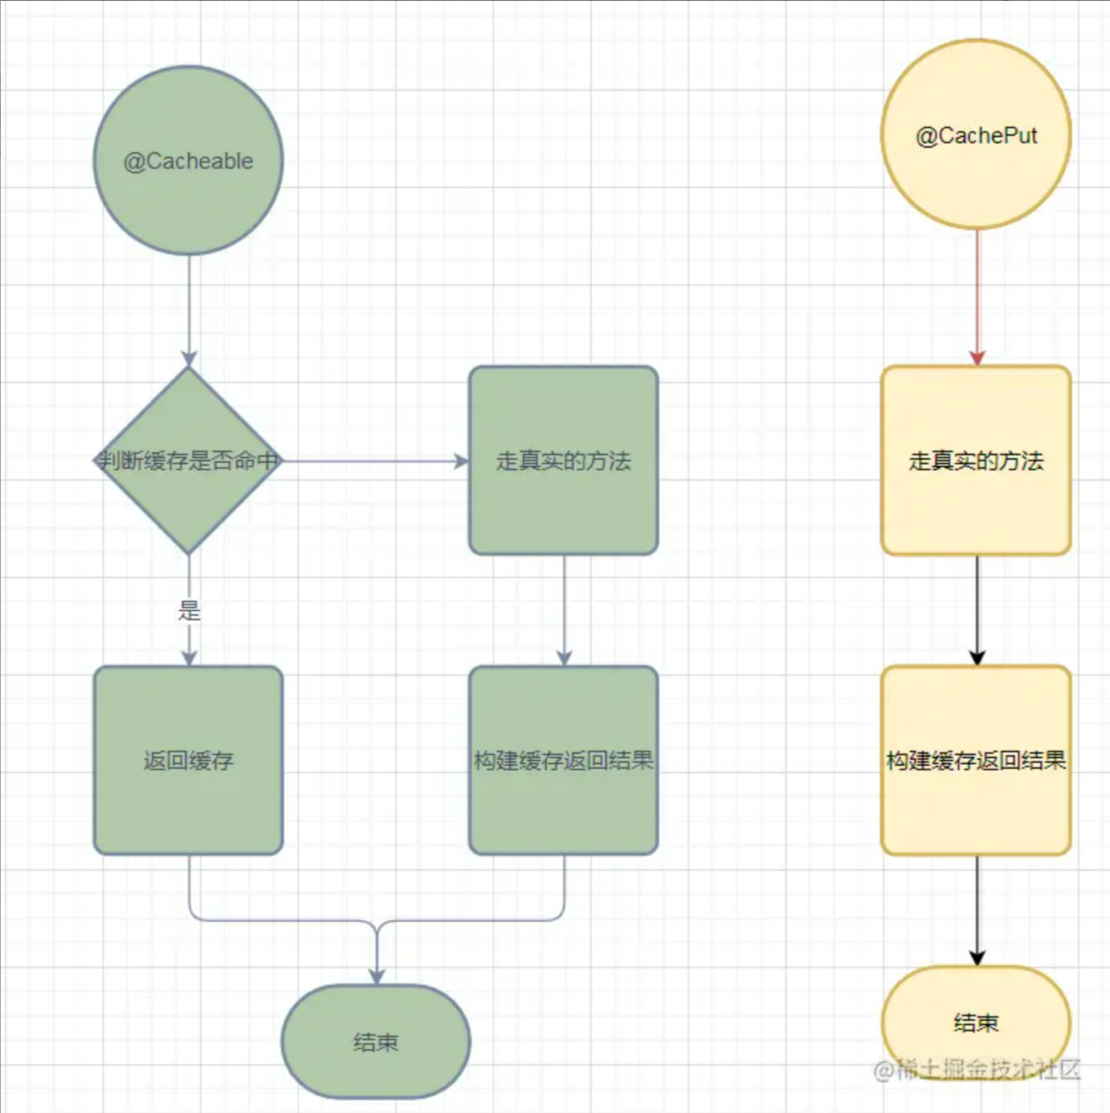 @Cacheable
@CachePut
判断缓存是否命中
走真实的方法
走真实的方法
是
返回缓存
构建缓存返回结果
构建缓存返回结果
结束
结束
@稀土掘金技术社区